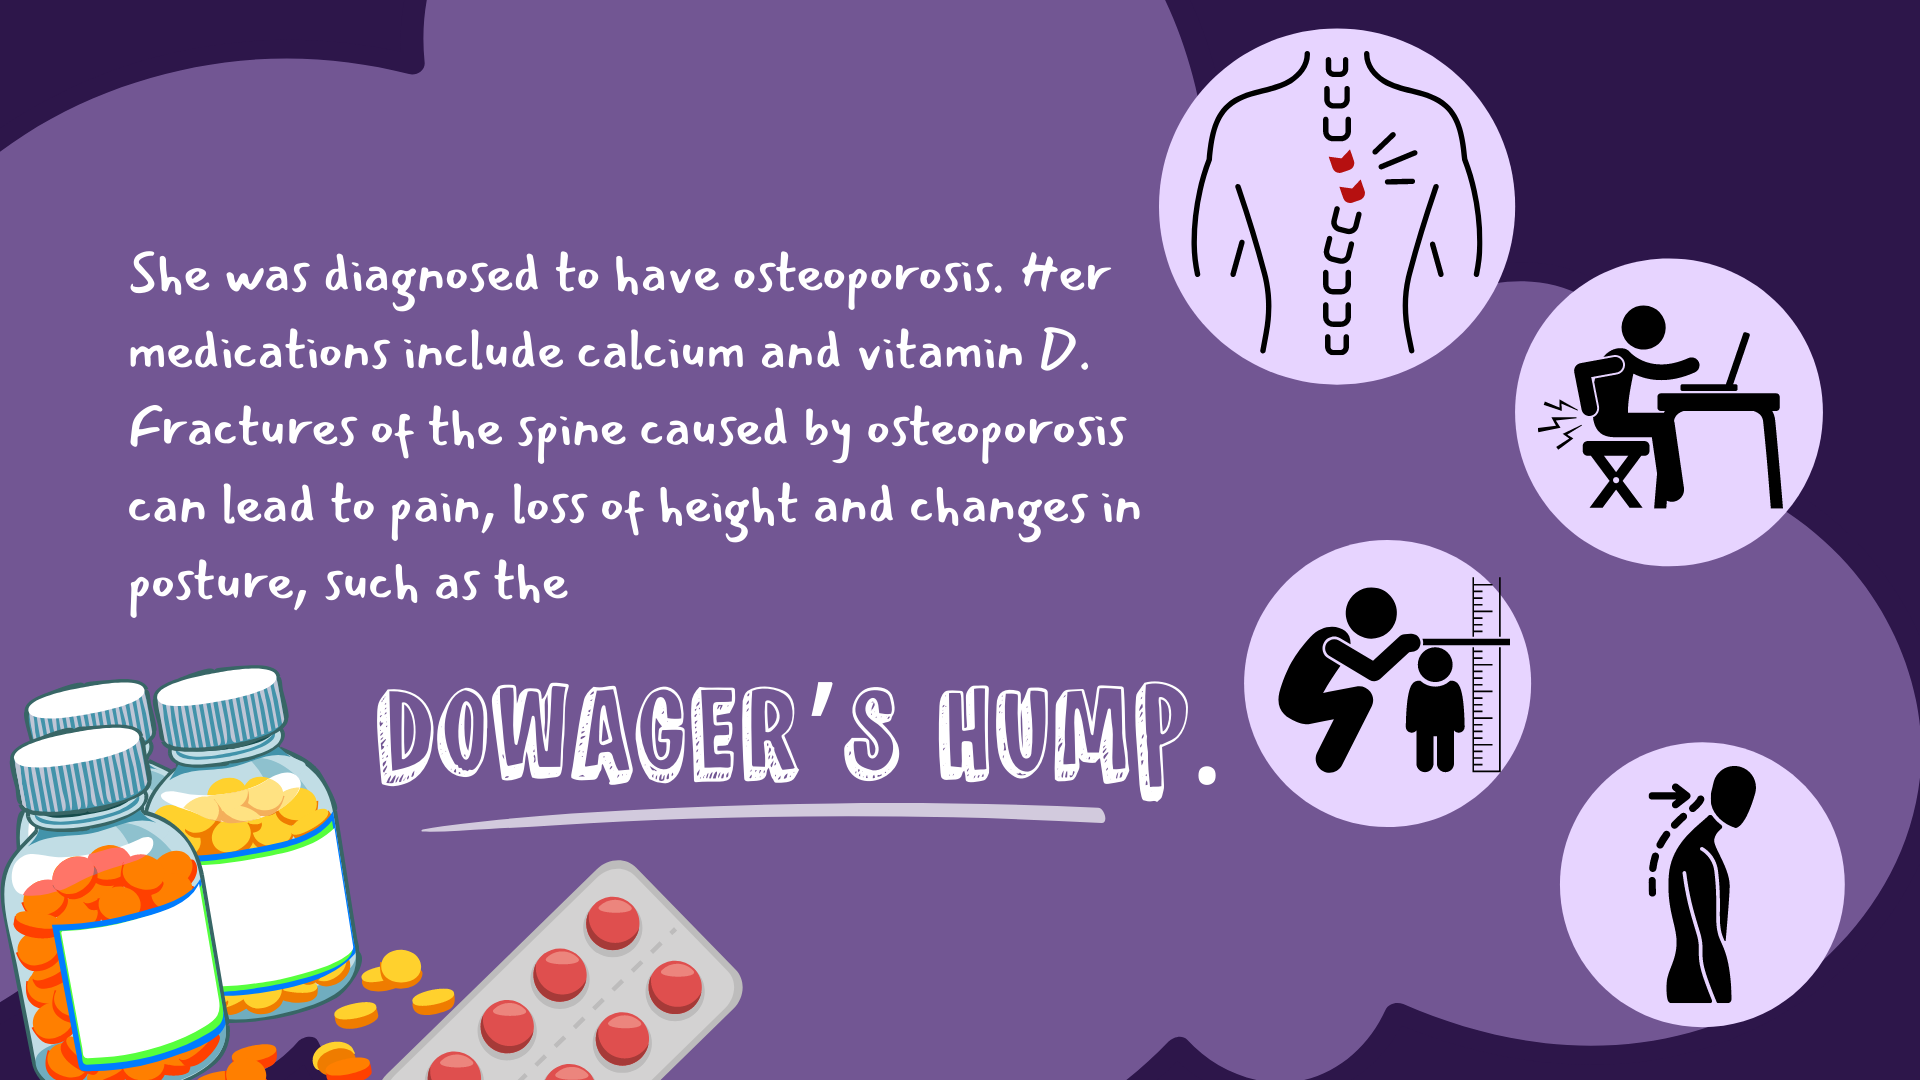 She was diagnosed to have osteoporosis. Her
medications include calcium and vitamin D.
Fractures of the spine caused by osteoporosis
can lead to pain, loss of height and changes in
posture, such as the
DOWAGER'S HUMP.